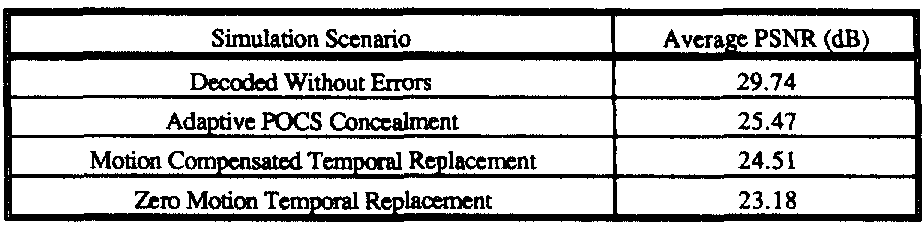 Simulation Scenario Average PSNR (dB)
Decoded Without Errors 29.74
Adaptive POCS Concealment 25.47
Motion Compensated Temporal Replacement 24.51
Zero Motion Temporal Replacement 23.18